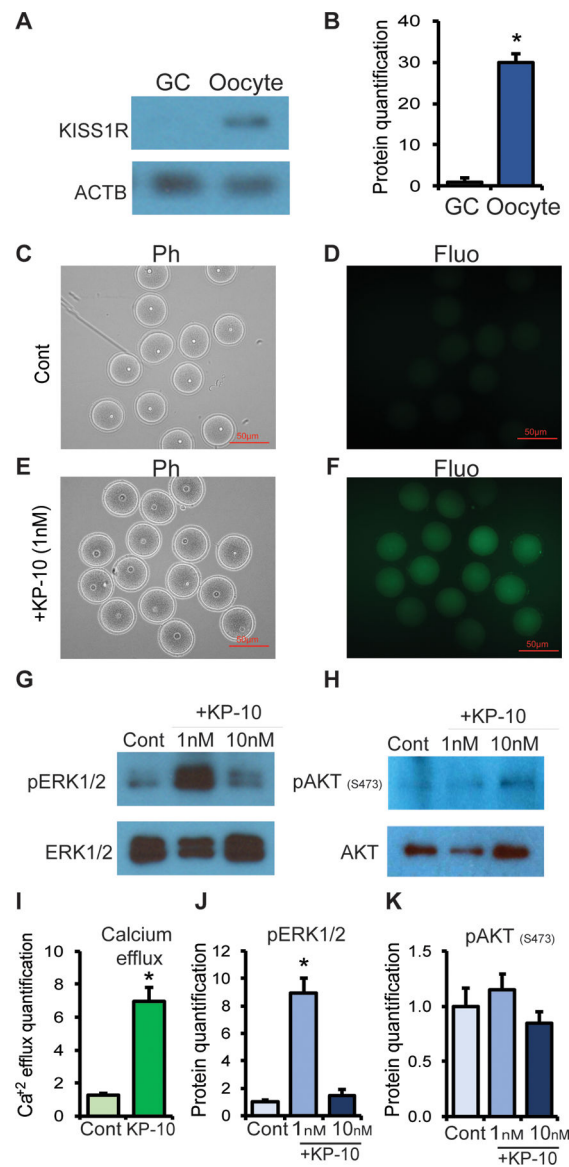 A
GC Oocyte
KISS1R
ACTB
B
Protein quantification
40
30
20
10
0
*
GC Oocyte
C
Ph
Cont
50µm
D
Fluo
50µm
E
Ph
+KP-10 (1nM)
50µm
F
Fluo
50µm
G
+KP-10
Cont 1nM 10nM
pERK1/2
ERK1/2
H
+KP-10
Cont 1nM 10nM
pAKT (S473)
AKT
I
Calcium
efflux
Ca+2 efflux quantification
10
8
6
4
2
0
*
Cont KP-10
J
pERK1/2
Protein quantification
12
9
6
3
0
*
Cont 1nM 10nM
+KP-10
K
pAKT (S473)
Protein quantification
1.5
1.0
0.5
0.0
Cont 1nM 10nM
+KP-10